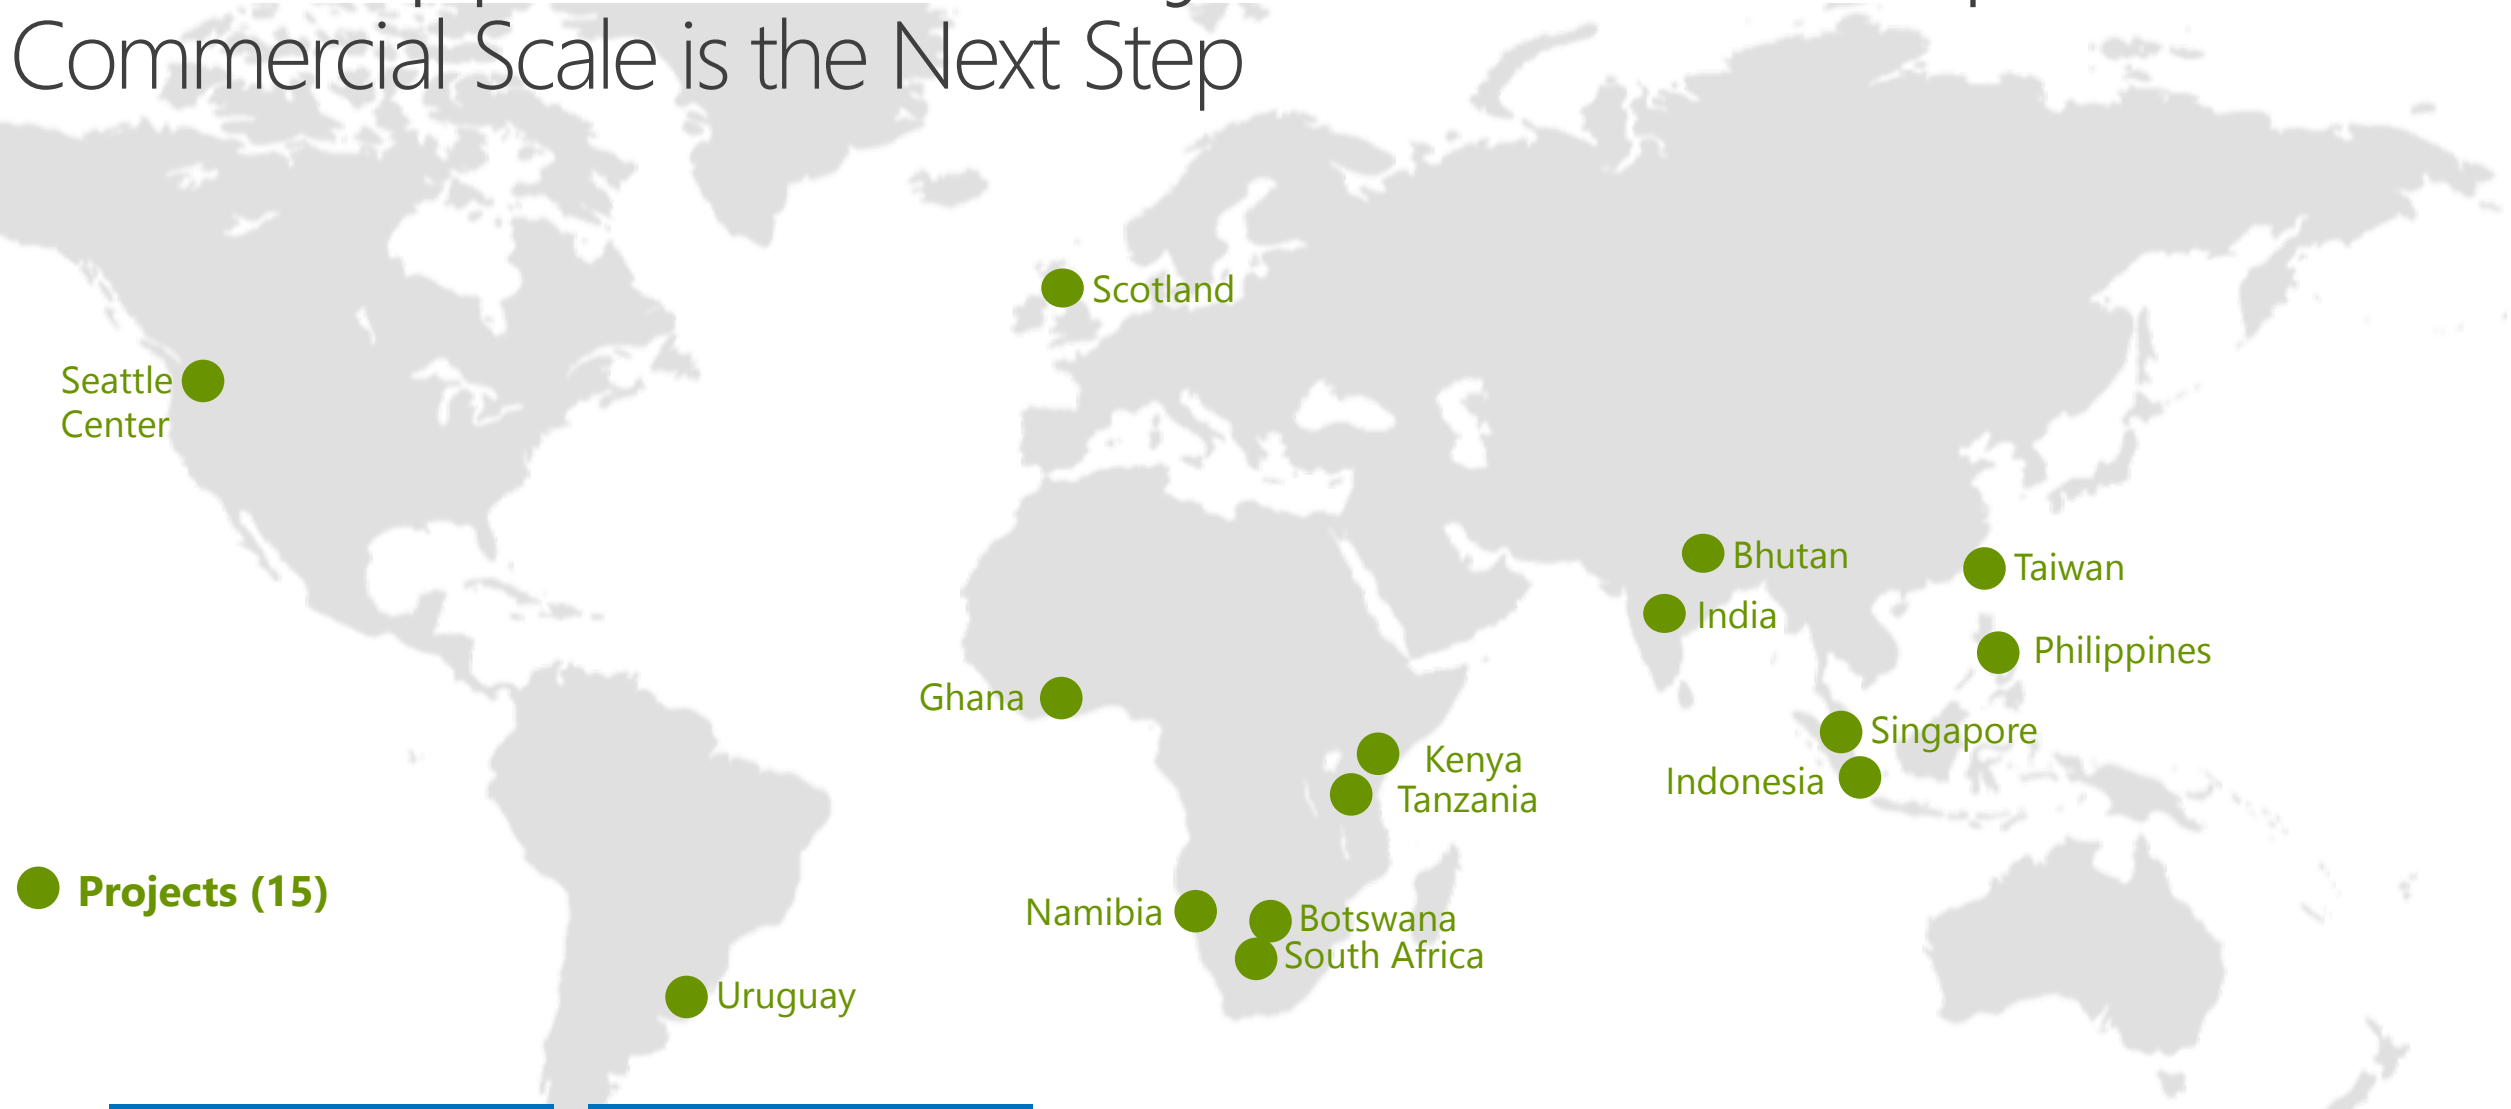 Commercial Scale is the Next Step
Scotland
Seattle
Center
Bhutan
Taiwan
India
Philippines
Ghana
Singapore
Kenya
Indonesia
Tanzania
Projects (15)
Namibia
Botswana
South Africa
Uruguay